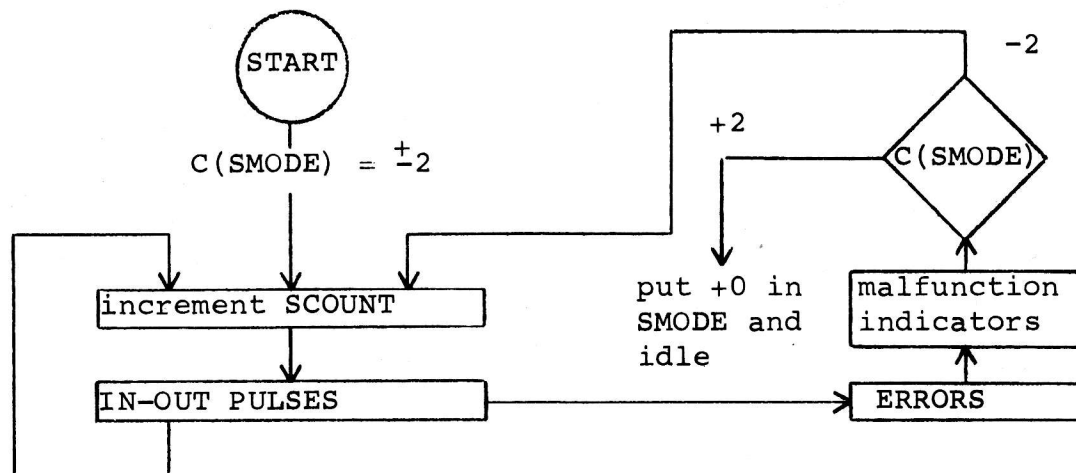 START
C(SMODE) = ±2
increment SCOUNT
IN-OUT PULSES
-2
+2
C(SMODE)
put +0 in
SMODE and
idle
malfunction
indicators
ERRORS